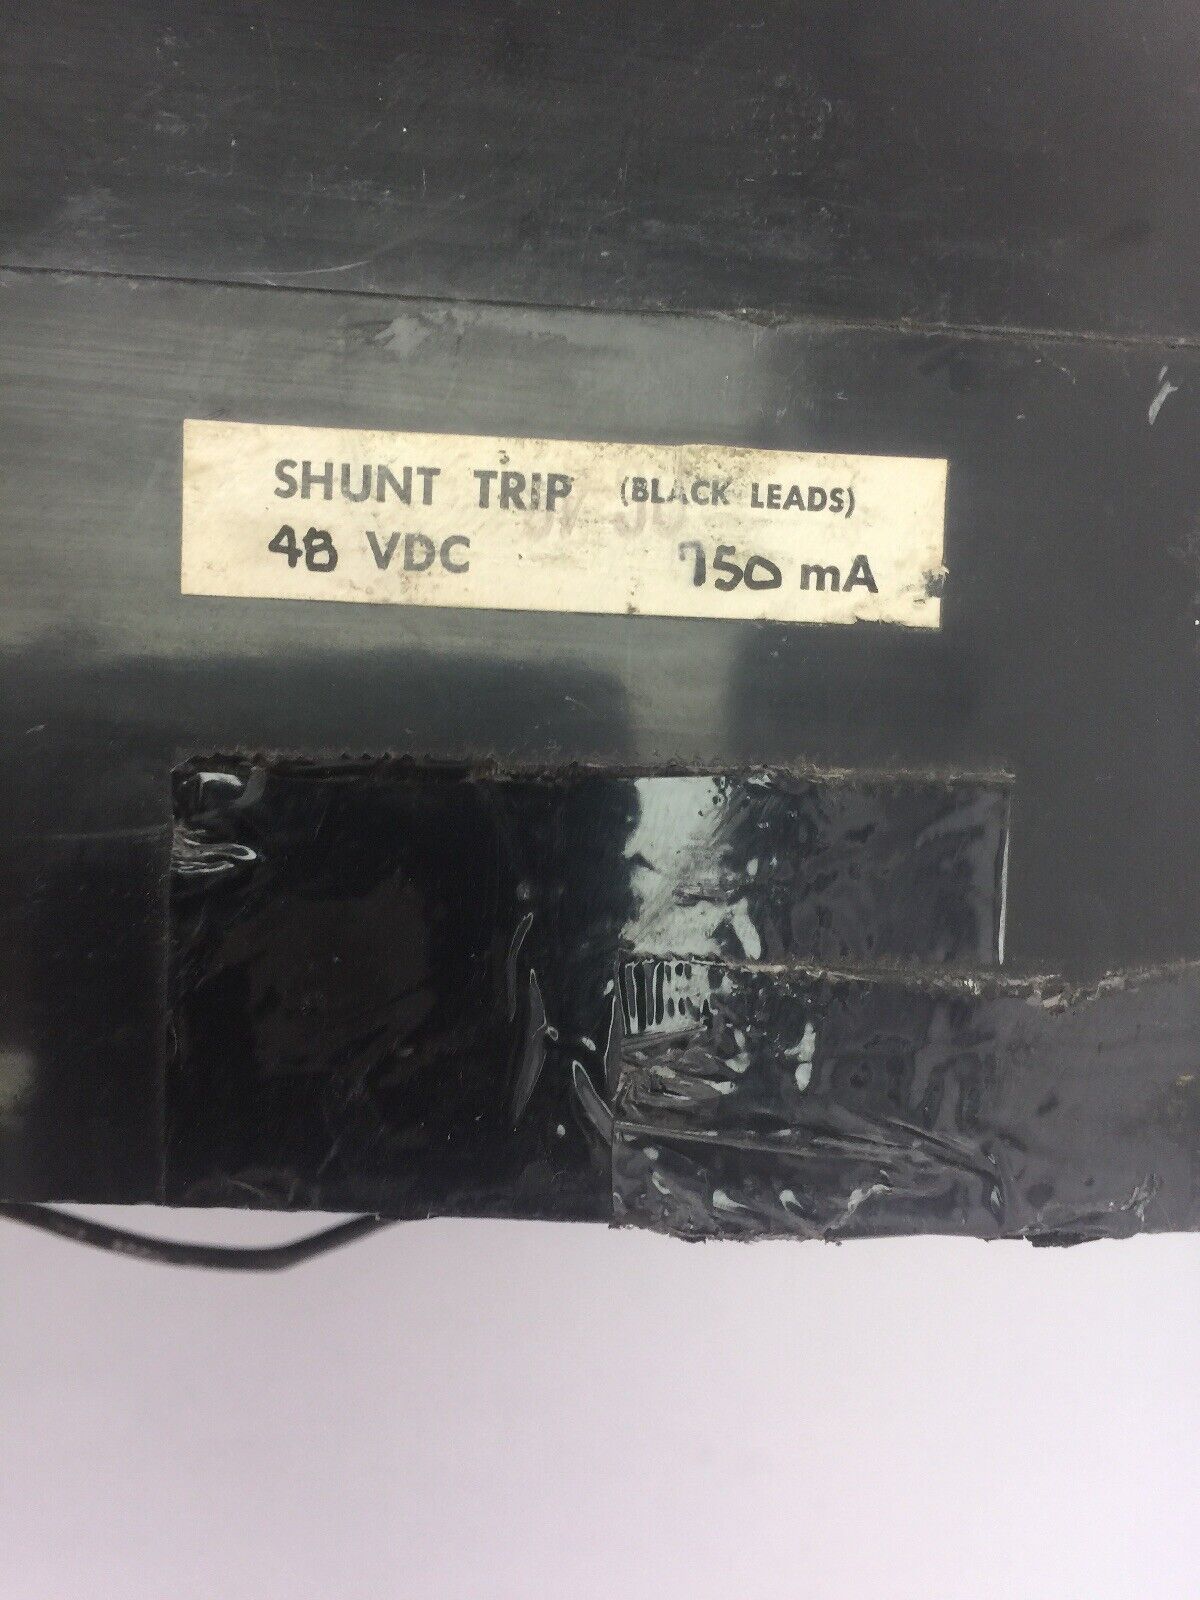 SHUNT TRIP (BLACK LEADS)
48 VDC 750 mA